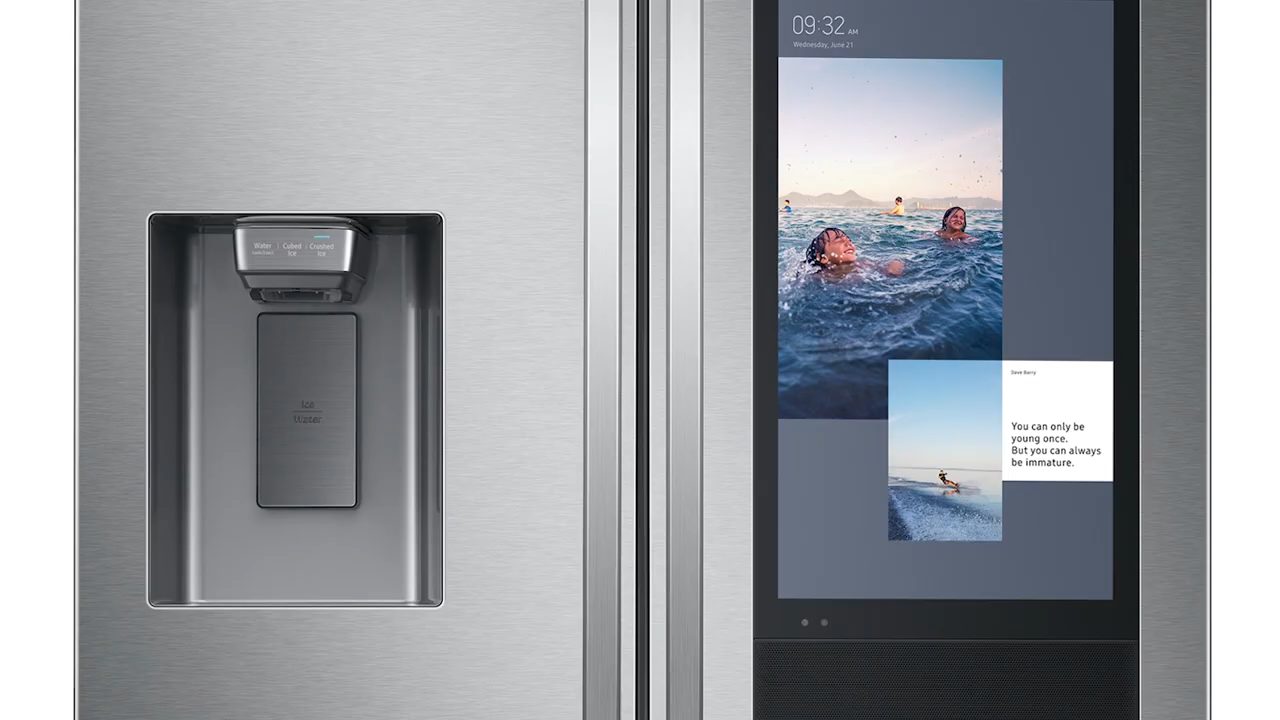 09:32 AM
Wednesday, June 21
Water
Cubed
Ice
Crushed
Ice
Ice
Water
Dave Barry
You can only be
young once.
But you can always
be immature.